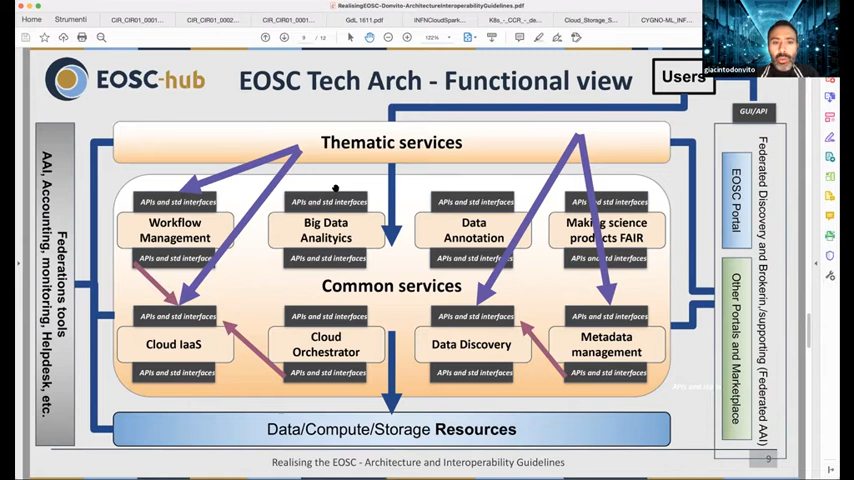 RealisingEOSC-Donvito-ArchitectureInteroperabilityGuidelines.pdf
Home Strumenti CIR_CIR01_0001... CIR_CIR01_0002... CIR_CIR01_0001... GdL 1611.pdf INFNCloudSpark... K8s_-_CCR_-_de... Cloud_Storage_S... CYGNO-ML_INF...
9 / 12 122%
giacintodonvito
EOSC-hub
EOSC Tech Arch - Functional view
Users
GUI/API
AAI, Accounting, monitoring, Helpdesk, etc.
Federations tools
Thematic services
APIs and std interfaces APIs and std interfaces APIs and std interfaces APIs and std interfaces
Workflow Management
Big Data Analityics
Data Annotation
Making science products FAIR
APIs and std interfaces APIs and std interfaces APIs and std interfaces APIs and std interfaces
Common services
APIs and std interfaces APIs and std interfaces APIs and std interfaces APIs and std interfaces
Cloud IaaS
Cloud Orchestrator
Data Discovery
Metadata management
APIs and std interfaces APIs and std interfaces APIs and std interfaces APIs and std interfaces
Data/Compute/Storage Resources
EOSC Portal
Other Portals and Marketplace
Federated Discovery and Brokerin./supporting (Federated AAI)
Realising the EOSC - Architecture and Interoperability Guidelines
9